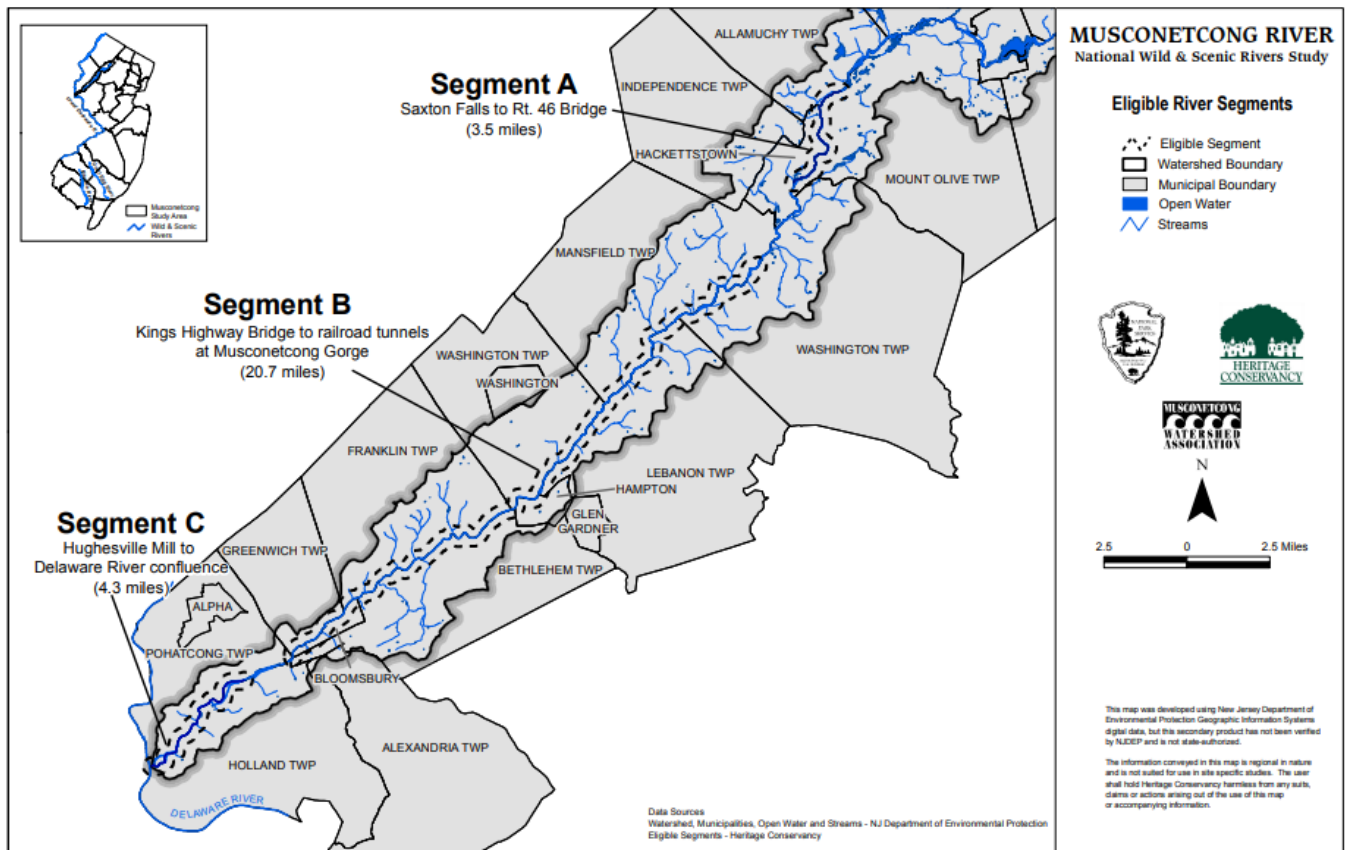 MUSCONETCONG RIVER
National Wild & Scenic Rivers Study
Eligible River Segments
Eligible Segment
Watershed Boundary
Municipal Boundary
Open Water
Streams
NATIONAL
PARK
SERVICE
HERITAGE
CONSERVANCY
MUSCONETCONG
WATERSHED
ASSOCIATION
N
2.5 0 2.5 Miles
This map was developed using New Jersey Department of
Environmental Protection Geographic Information Systems
digital data, but this secondary product has not been verified
by NJDEP and is not state-authorized.
The information conveyed in this map is regional in nature
and is not suited for use in site specific studies. The user
shall hold Heritage Conservancy harmless from any suits,
claims or actions arising out of the use of this map
or accompanying information.
Musconetcong
Study Area
Wild & Scenic
Rivers
Segment A
Saxton Falls to Rt. 46 Bridge
(3.5 miles)
Segment B
Kings Highway Bridge to railroad tunnels
at Musconetcong Gorge
(20.7 miles)
Segment C
Hughesville Mill to
Delaware River confluence
(4.3 miles)
ALLAMUCHY TWP
INDEPENDENCE TWP
HACKETTSTOWN
MOUNT OLIVE TWP
MANSFIELD TWP
WASHINGTON TWP
WASHINGTON
WASHINGTON TWP
FRANKLIN TWP
LEBANON TWP
HAMPTON
GLEN
GARDNER
GREENWICH TWP
BETHLEHEM TWP
ALPHA
POHATCONG TWP
BLOOMSBURY
ALEXANDRIA TWP
HOLLAND TWP
DELAWARE RIVER
Data Sources
Watershed, Municipalities, Open Water and Streams - NJ Department of Environmental Protection
Eligible Segments - Heritage Conservancy